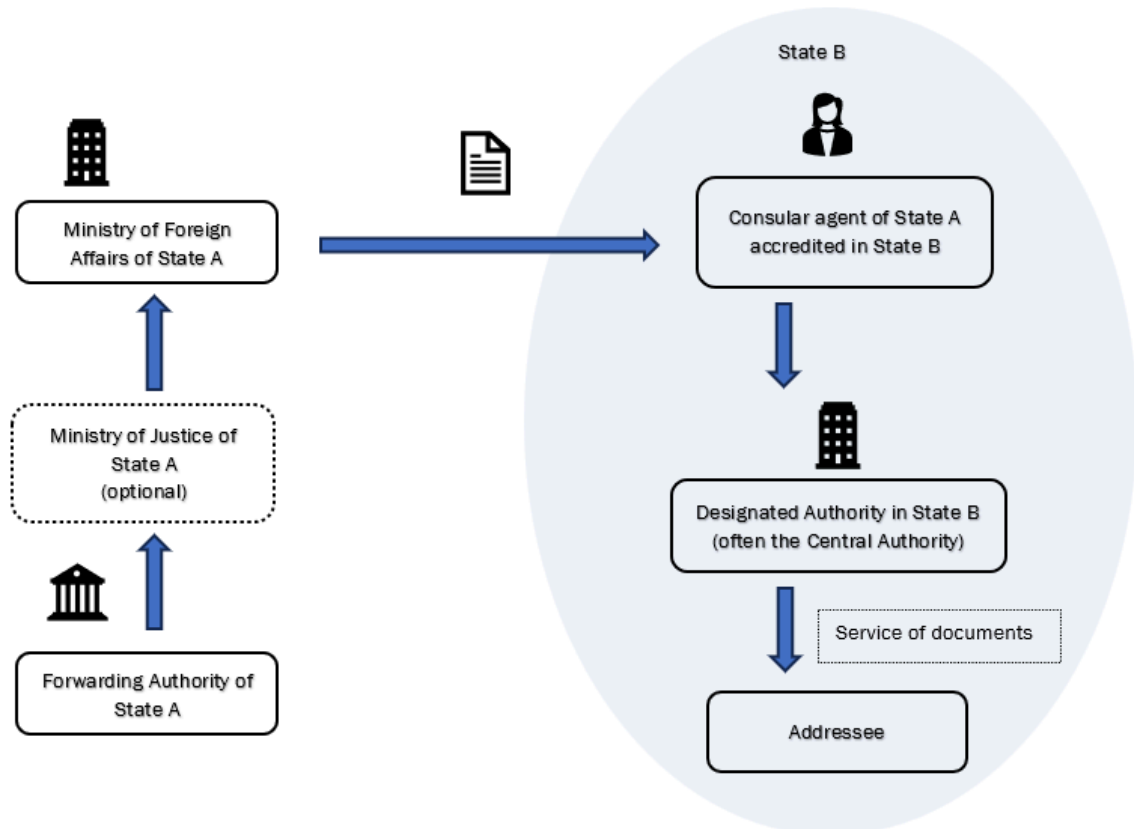 State B
Ministry of Foreign
Affairs of State A
Consular agent of State A
accredited in State B
Ministry of Justice of
State A
(optional)
Designated Authority in State B
(often the Central Authority)
Service of documents
Forwarding Authority of
State A
Addressee